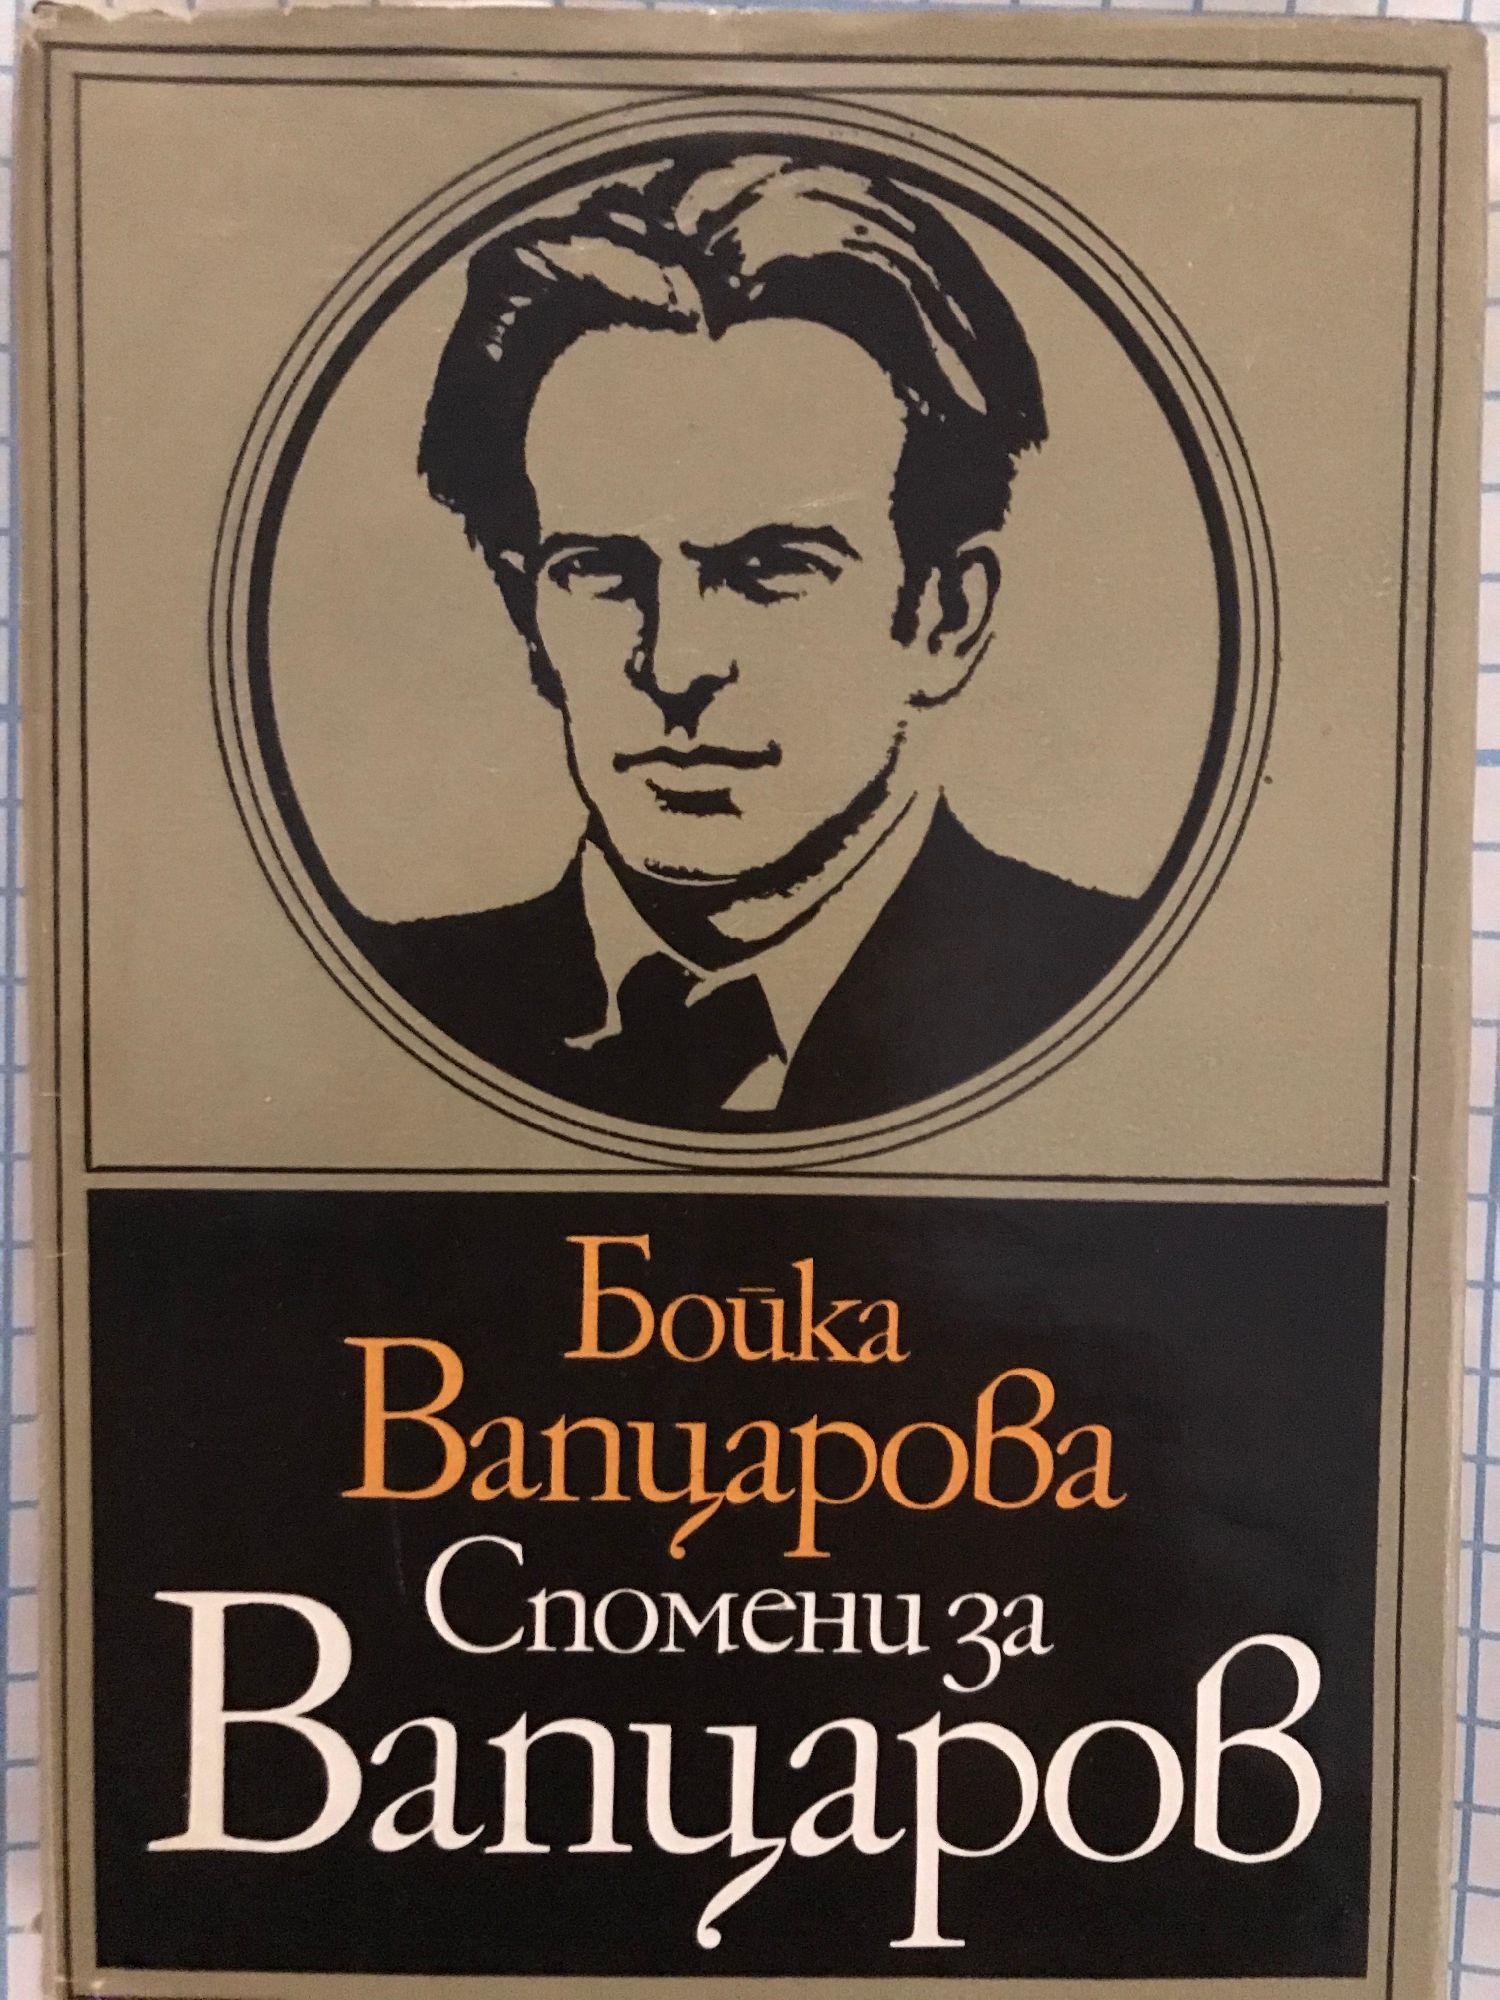 Бойка
Вапцарова
Спомени за
Вапцаров